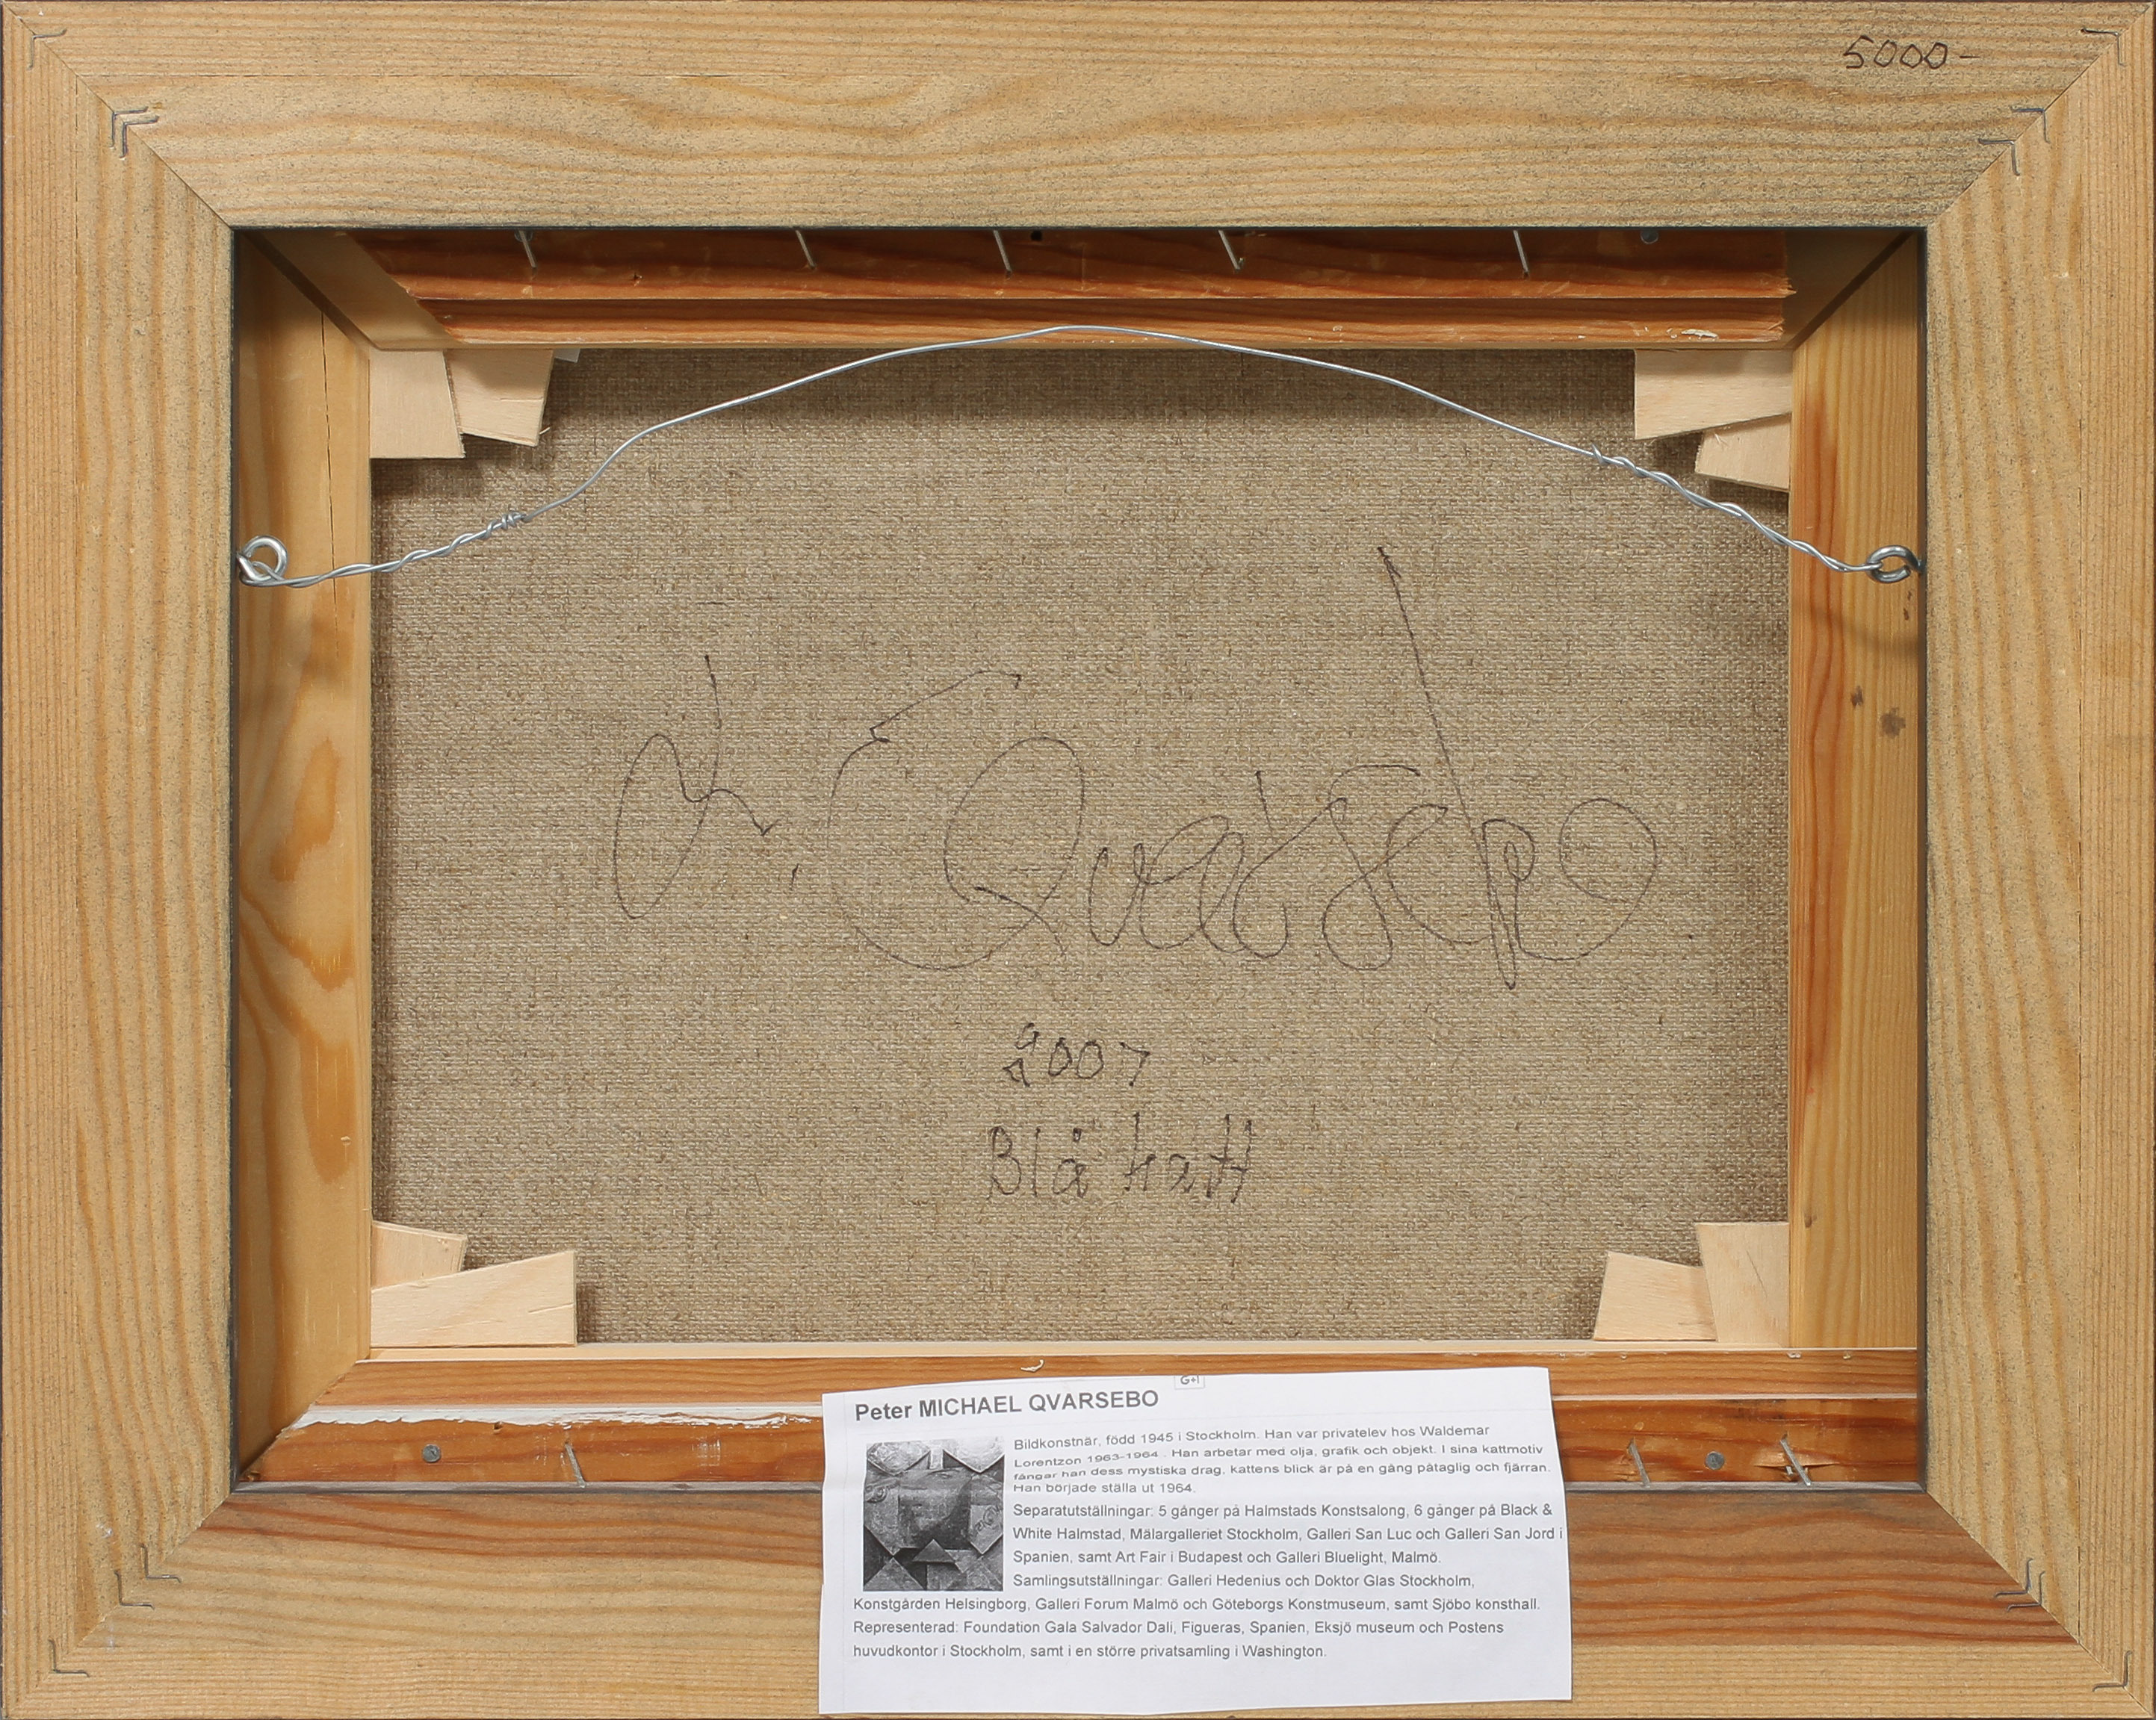 5000-
Qvarsebo
2007
Blå hatt
G+1
Peter MICHAEL QVARSEBO
Bildkonstnär, född 1945 i Stockholm. Han var privatelev hos Waldemar
Lorentzon 1963-1964 . Han arbetar med olja, grafik och objekt. I sina kattmotiv
fångar han dess mystiska drag, kattens blick är på en gång påtaglig och fjärran.
Han började ställa ut 1964.
Separatutställningar: 5 gånger på Halmstads Konstsalong, 6 gånger på Black &
White Halmstad, Mälargalleriet Stockholm, Galleri San Luc och Galleri San Jord i
Spanien, samt Art Fair i Budapest och Galleri Bluelight, Malmö.
Samlingsutställningar: Galleri Hedenius och Doktor Glas Stockholm,
Konstgården Helsingborg, Galleri Forum Malmö och Göteborgs Konstmuseum, samt Sjöbo konsthall.
Representerad: Foundation Gala Salvador Dali, Figueras, Spanien, Eksjö museum och Postens
huvudkontor i Stockholm, samt i en större privatsamling i Washington.